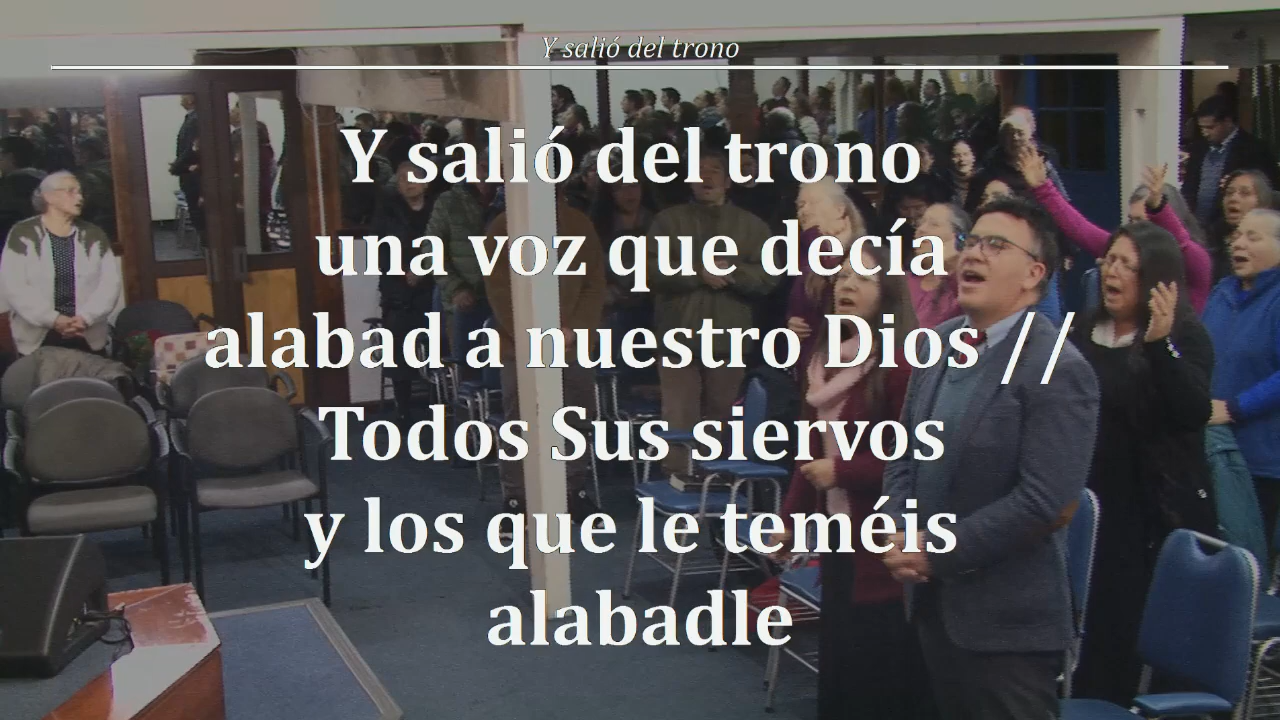 Y salió del trono
Y salió del trono
una voz que decía
alabad a nuestro Dios //
Todos Sus siervos
y los que le teméis
alabadle